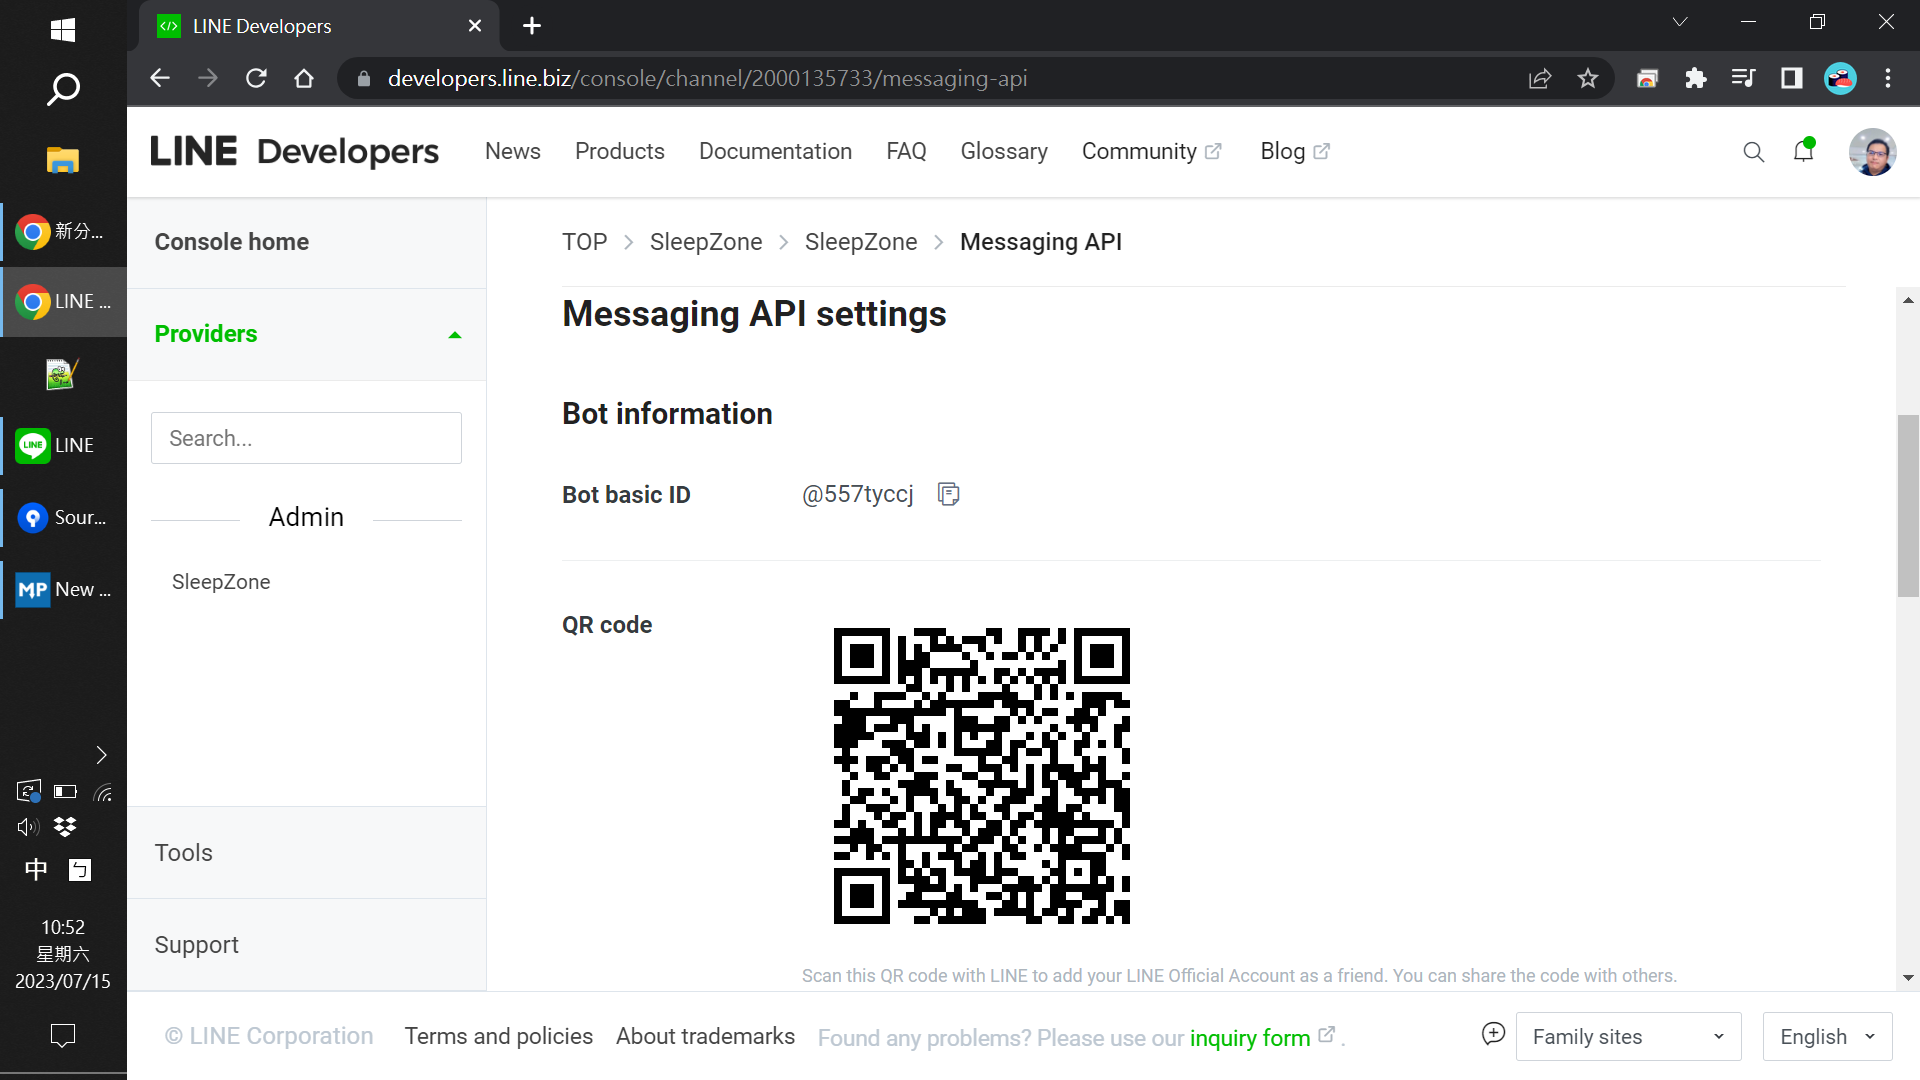 LINE Developers
developers.line.biz/console/channel/2000135733/messaging-api
LINE Developers
News
Products
Documentation
FAQ
Glossary
Community
Blog
Console home
Providers
Search...
Admin
SleepZone
Tools
Support
TOP
SleepZone
SleepZone
Messaging API
Messaging API settings
Bot information
Bot basic ID
@557tyccj
QR code
Scan this QR code with LINE to add your LINE Official Account as a friend. You can share the code with others.
© LINE Corporation
Terms and policies
About trademarks
Found any problems? Please use our inquiry form .
Family sites
English
新分...
LINE ...
LINE
LINE
Sour...
MP
New ...
中
ㄅ
10:52
星期六
2023/07/15